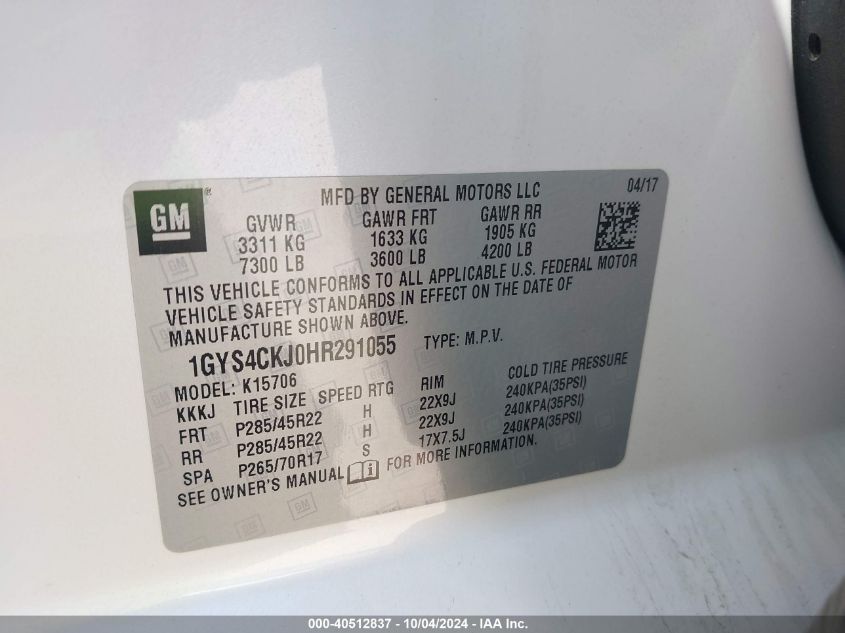 GM®
MFD BY GENERAL MOTORS LLC 04/17
GVWR GAWR FRT GAWR RR
3311 KG 1633 KG 1905 KG
7300 LB 3600 LB 4200 LB
THIS VEHICLE CONFORMS TO ALL APPLICABLE U.S. FEDERAL MOTOR
VEHICLE SAFETY STANDARDS IN EFFECT ON THE DATE OF
MANUFACTURE SHOWN ABOVE.
1GYS4CKJ0HR291055 TYPE: M.P.V.
MODEL: K15706
KKKJ TIRE SIZE SPEED RTG RIM COLD TIRE PRESSURE
FRT P285/45R22 H 22X9J 240KPA(35PSI)
RR P285/45R22 H 22X9J 240KPA(35PSI)
SPA P265/70R17 S 17X7.5J 240KPA(35PSI)
SEE OWNER'S MANUAL FOR MORE INFORMATION.
000-40512837 - 10/04/2024 - IAA Inc.